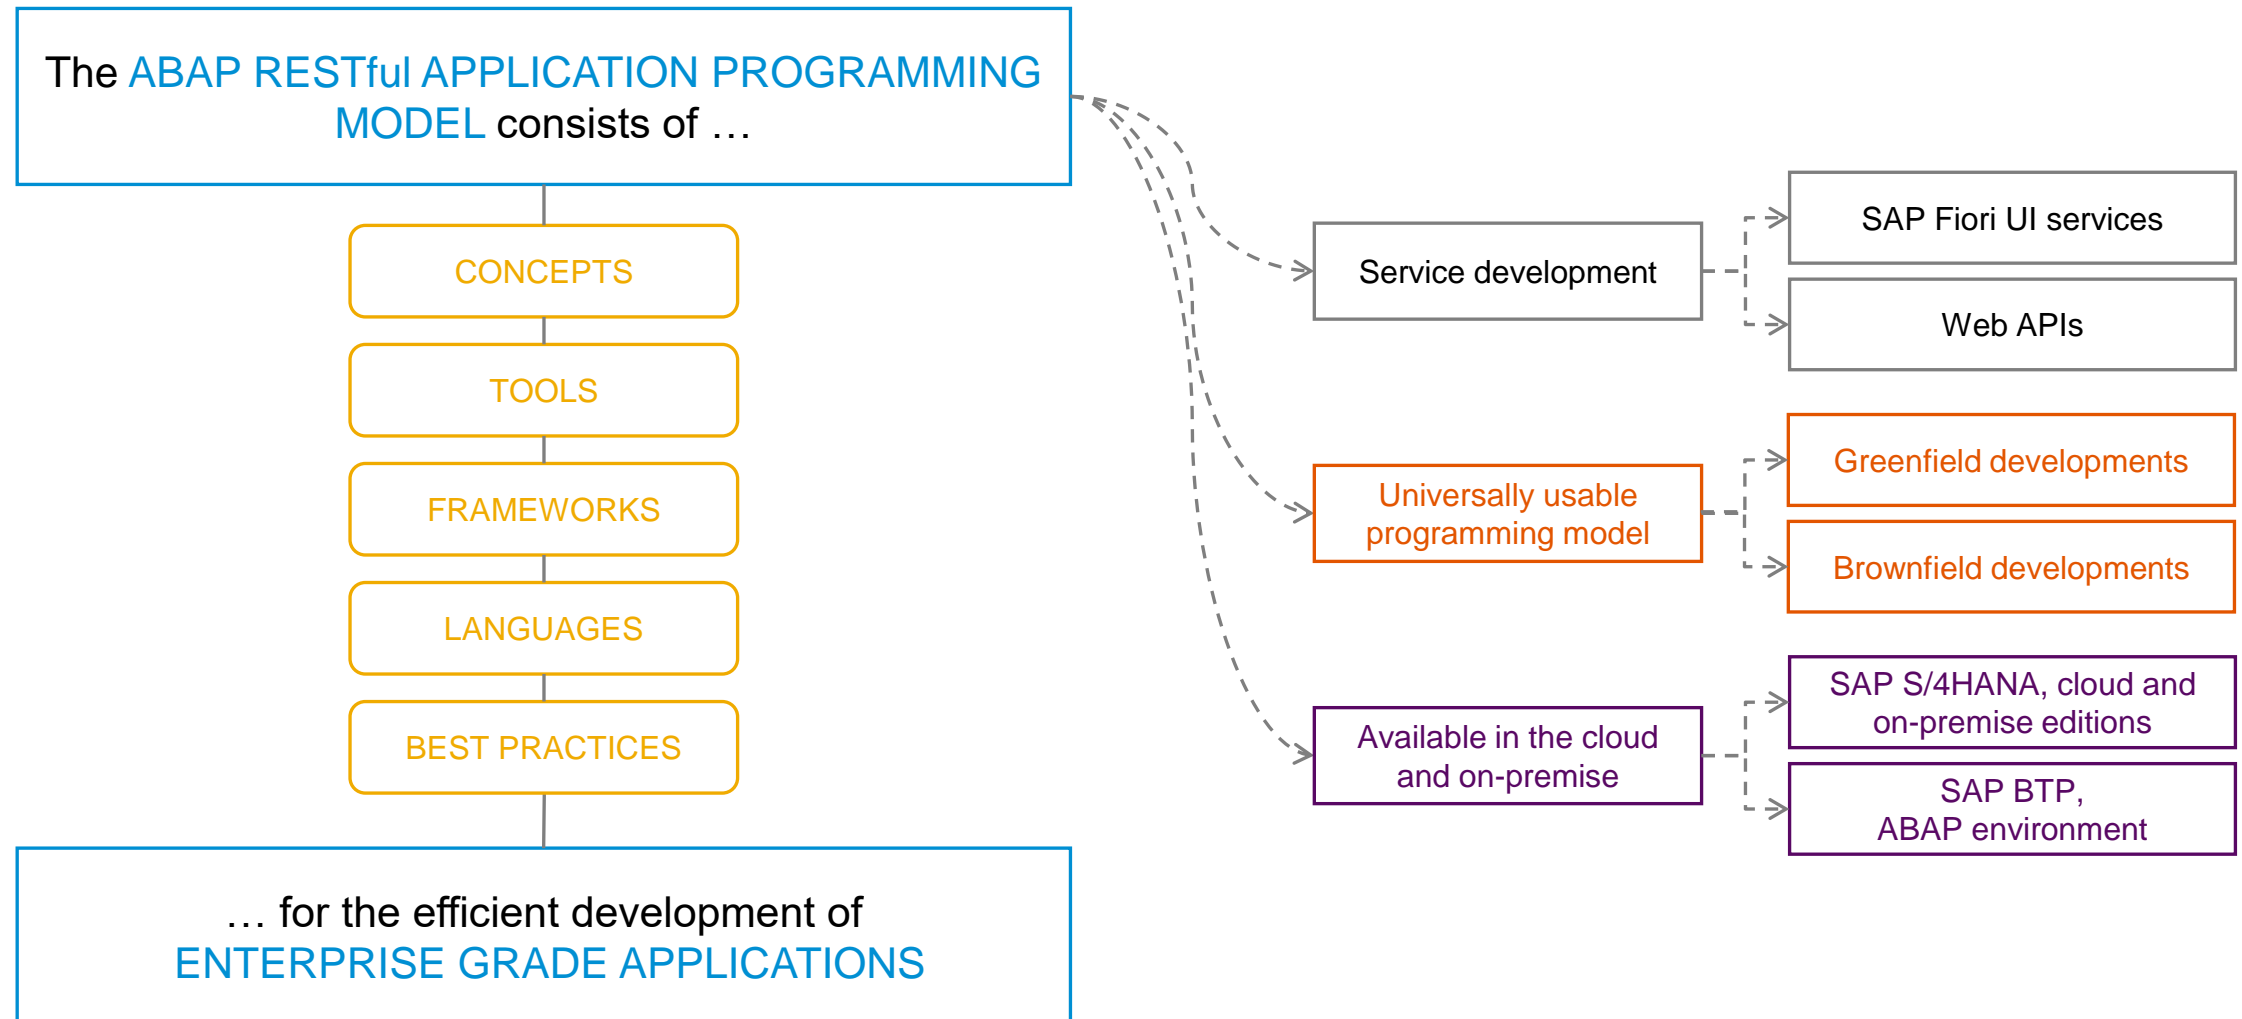 The ABAP RESTful APPLICATION PROGRAMMING
MODEL consists of …
CONCEPTS
TOOLS
FRAMEWORKS
LANGUAGES
BEST PRACTICES
… for the efficient development of
ENTERPRISE GRADE APPLICATIONS
Service development
SAP Fiori UI services
Web APIs
Universally usable
programming model
Greenfield developments
Brownfield developments
Available in the cloud
and on-premise
SAP S/4HANA, cloud and
on-premise editions
SAP BTP,
ABAP environment